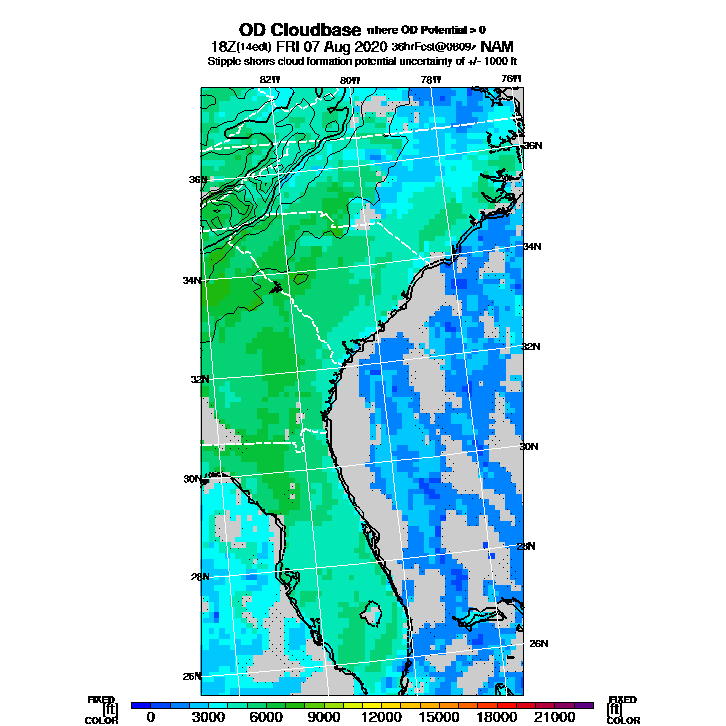 OD Cloudbase where OD Potential > 0
18Z(14edt) FRI 07 Aug 2020 36hrFcst@0809z NAM
Stipple shows cloud formation potential uncertainty of +/- 1000 ft
82W 80W 78W 76W
36N
36N
34N
34N
32N
32N
30N
30N
28N
28N
26N
26N
FIXED
[ft]
COLOR
0 3000 6000 9000 12000 15000 18000 21000
FIXED
[ft]
COLOR